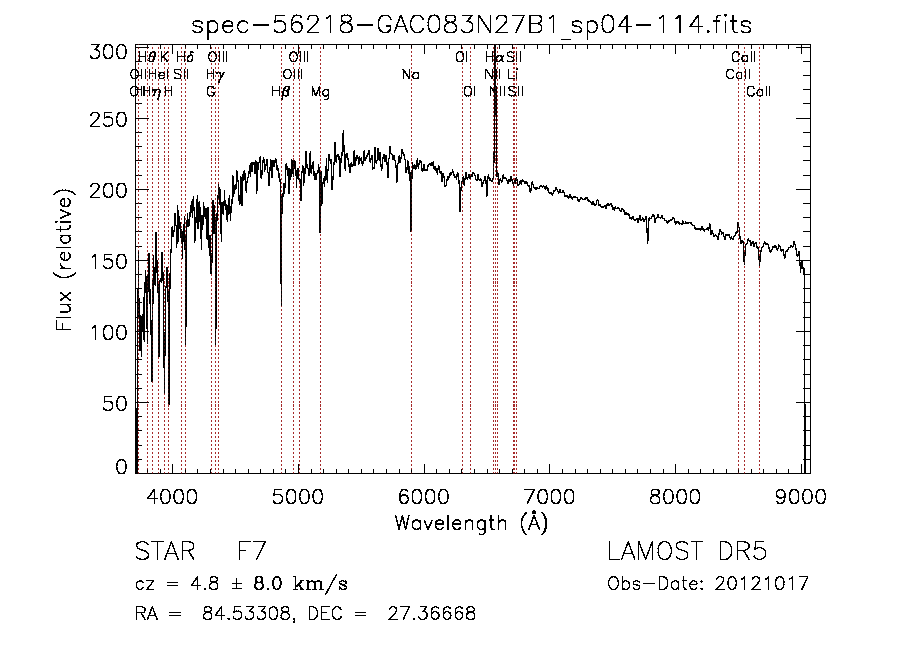 spec-56218-GAC083N27B1_sp04-114.fits
Hθ K Hδ OIII OIII OI Hα SII CaII
OII HeI SII Hγ OIII Na NII Li CaII
OII Hη H G Hβ Mg OI NII SII CaII
300
250
200
150
100
50
0
Flux (relative)
4000 5000 6000 7000 8000 9000
Wavelength (Å)
STAR F7 LAMOST DR5
cz = 4.8 ± 8.0 km/s Obs-Date: 20121017
RA = 84.53308, DEC = 27.36668